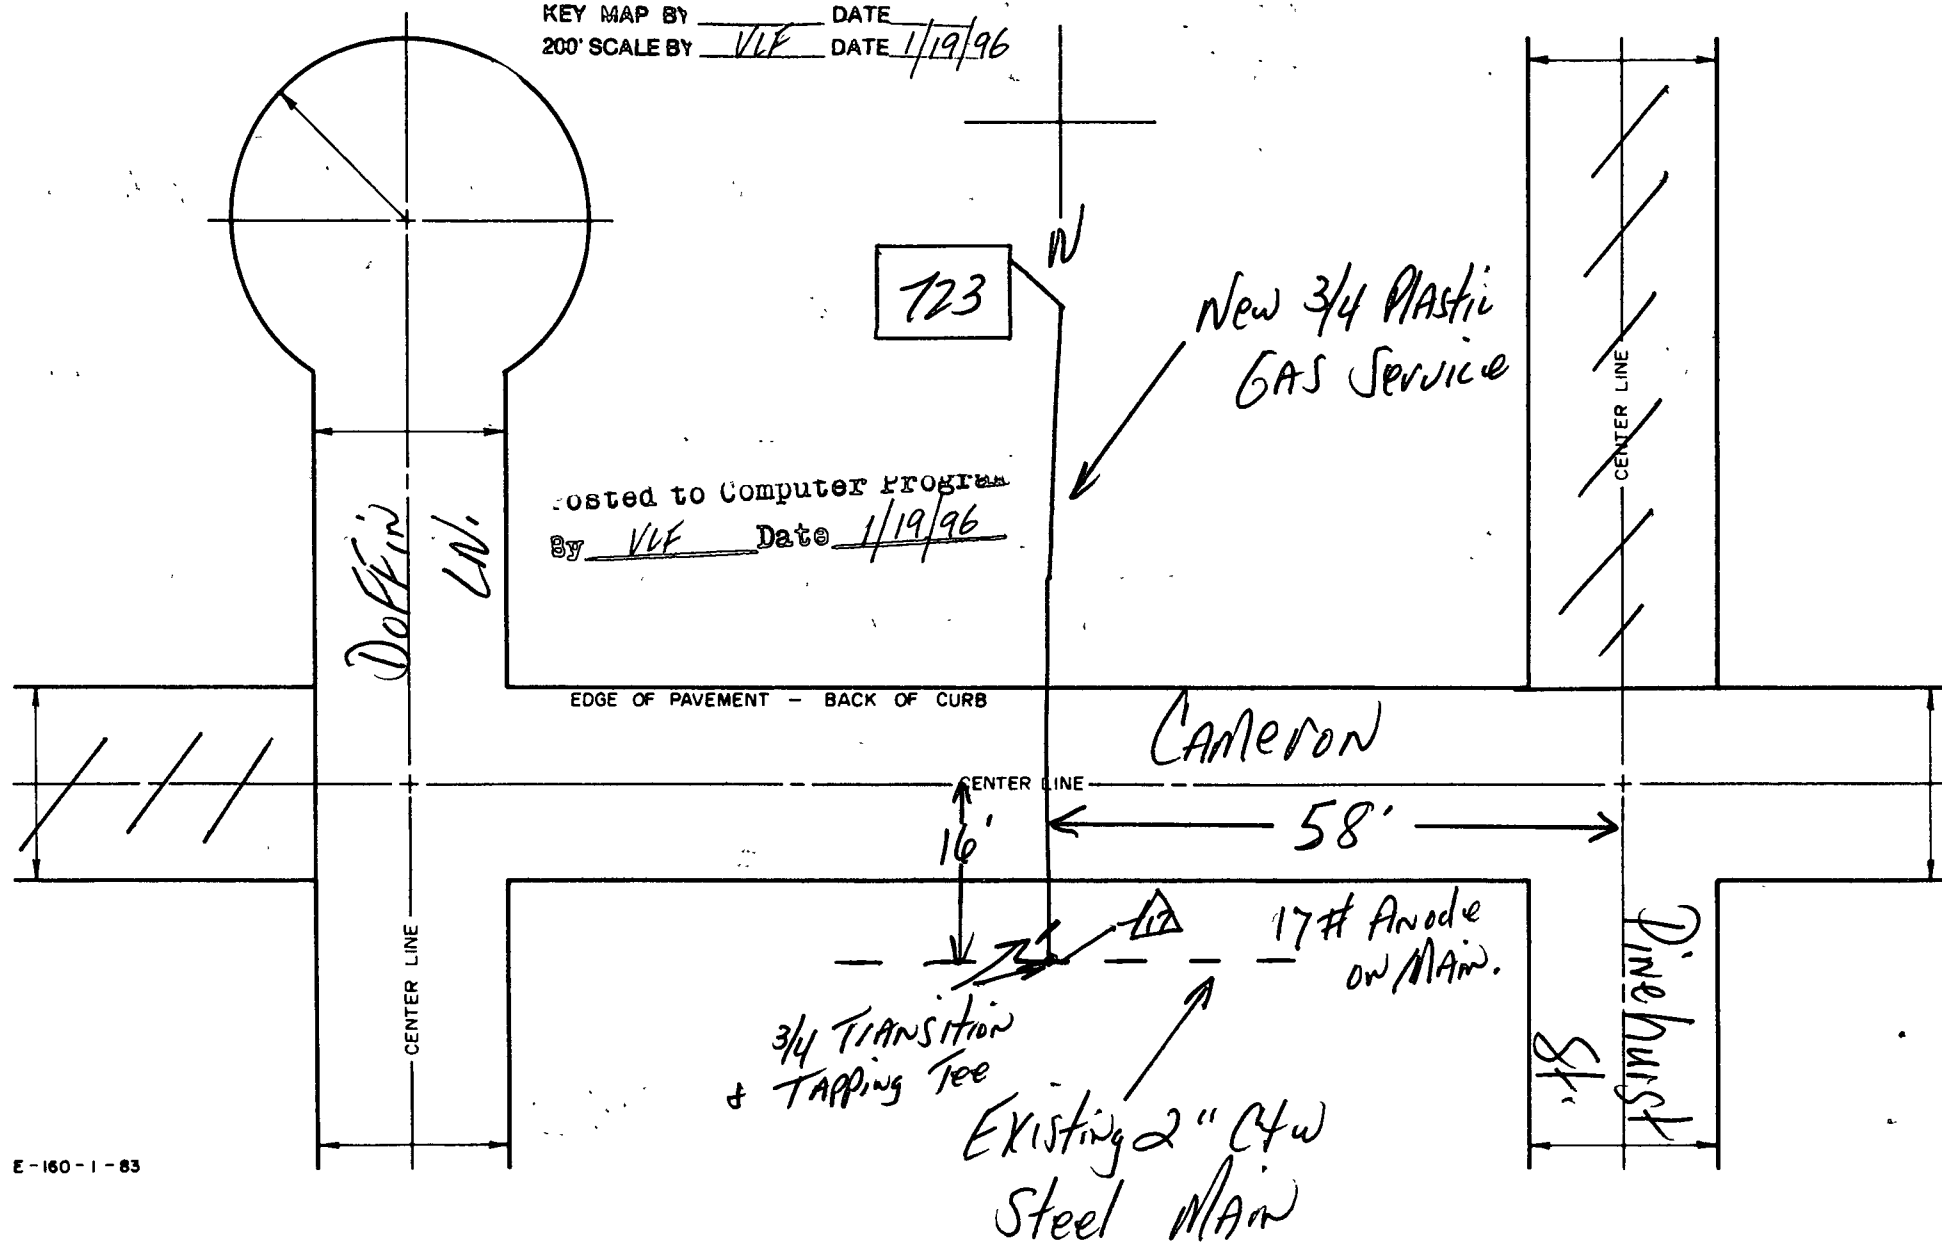 KEY MAP BY ______ DATE ______
200' SCALE BY VLF DATE 1/19/96
N
723
New 3/4 Plastic
GAS Service
CENTER LINE
-osted to Computer Program
By VLF Date 1/19/96
Doffin
LN.
EDGE OF PAVEMENT - BACK OF CURB
Cameron
CENTER LINE
16'
58'
17
17# Anode
on Main.
CENTER LINE
3/4 Transition
& Tapping Tee
Existing 2" C&W
Steel Main
St.
E-160-1-83